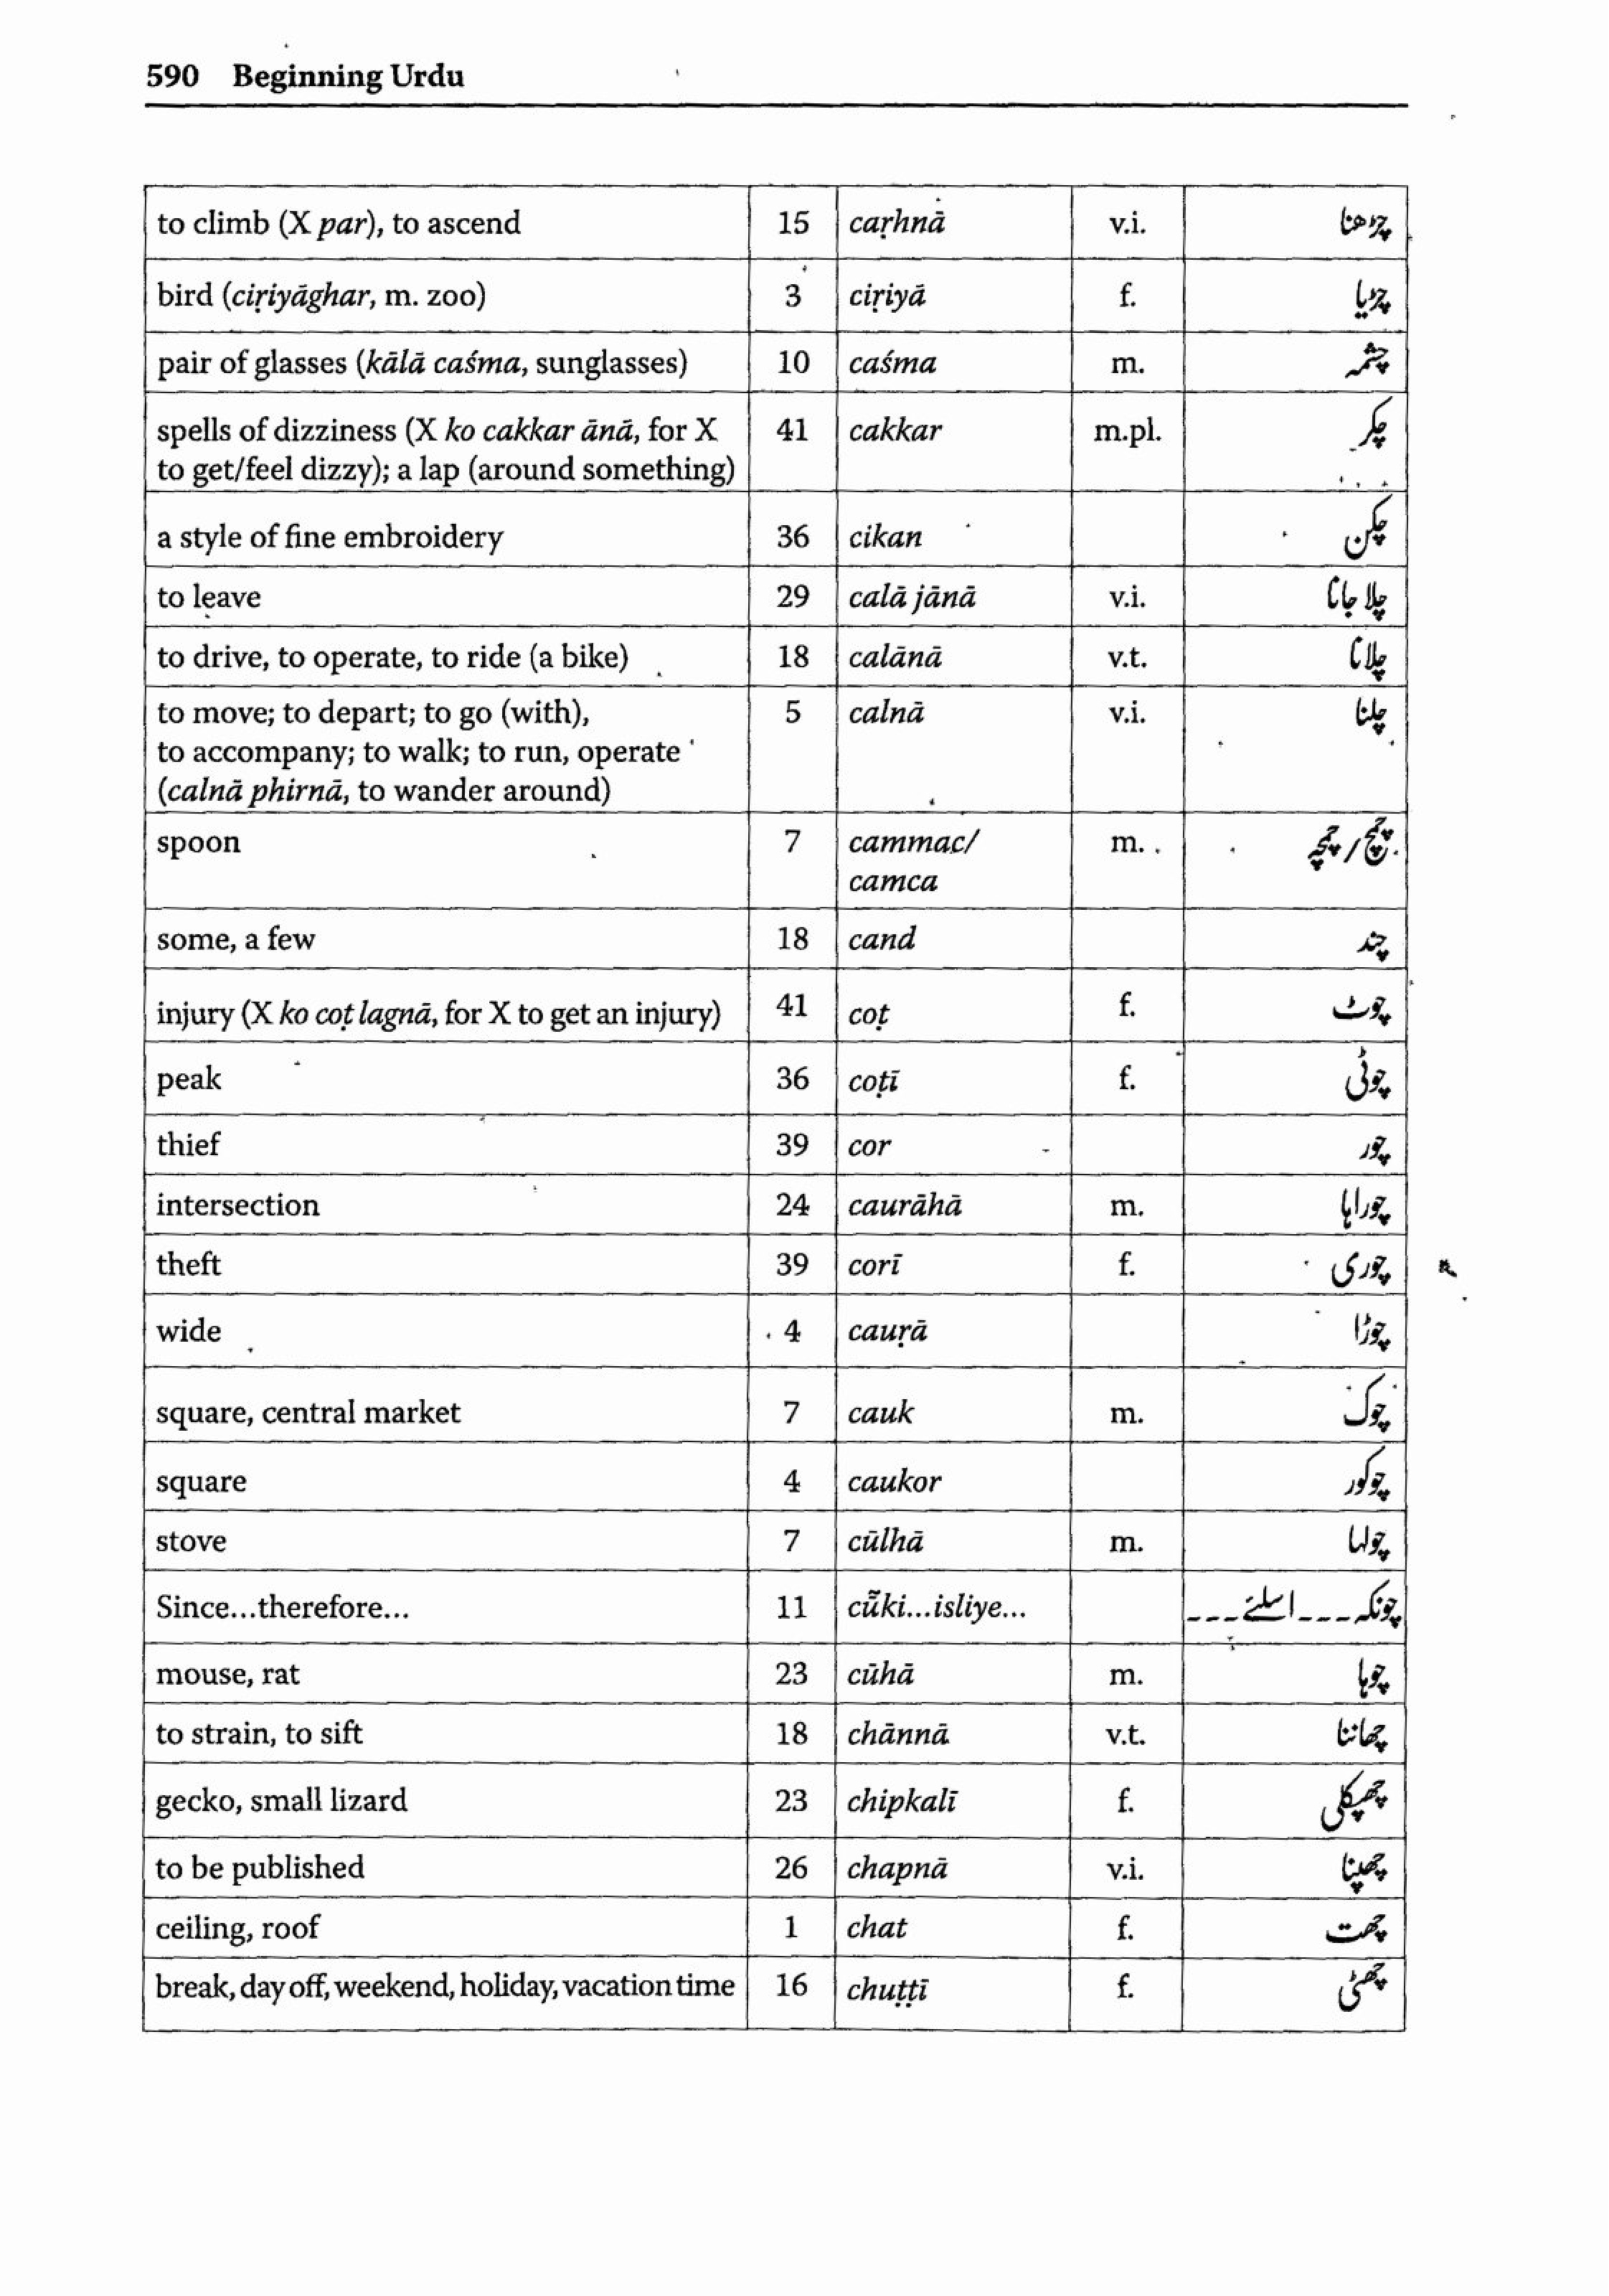 590 Beginning Urdu
to climb (X par), to ascend 15 caṛhnā v.i. چڑھنا
bird (ciṛiyāghar, m. zoo) 3 ciṛiyā f. چڑیا
pair of glasses (kālā caśma, sunglasses) 10 caśma m. چشمہ
spells of dizziness (X ko cakkar ānā, for X 41 cakkar m.pl. چکر
to get/feel dizzy); a lap (around something)
a style of fine embroidery 36 cikan چکن
to leave 29 calā jānā v.i. چلا جانا
to drive, to operate, to ride (a bike) 18 calānā v.t. چلانا
to move; to depart; to go (with), 5 calnā v.i. چلنا
to accompany; to walk; to run, operate
(calnā phirnā, to wander around)
spoon 7 cammac/ m. چمچ / چمچہ
camca
some, a few 18 cand چند
injury (X ko coṭ lagnā, for X to get an injury) 41 coṭ f. چوٹ
peak 36 coṭī f. چوٹی
thief 39 cor چور
intersection 24 caurāhā m. چوراہا
theft 39 corī f. چوری
wide 4 cauṛā چوڑا
square, central market 7 cauk m. چوک
square 4 caukor چوکور
stove 7 cūlhā m. چولہا
Since...therefore... 11 cū̃ki...isliye... چونکہ۔۔۔اسلئے۔۔۔
mouse, rat 23 cūhā m. چوہا
to strain, to sift 18 chānnā v.t. چھاننا
gecko, small lizard 23 chipkalī f. چھپکلی
to be published 26 chapnā v.i. چھپنا
ceiling, roof 1 chat f. چھت
break, day off, weekend, holiday, vacation time 16 chuṭṭī f. چھٹی